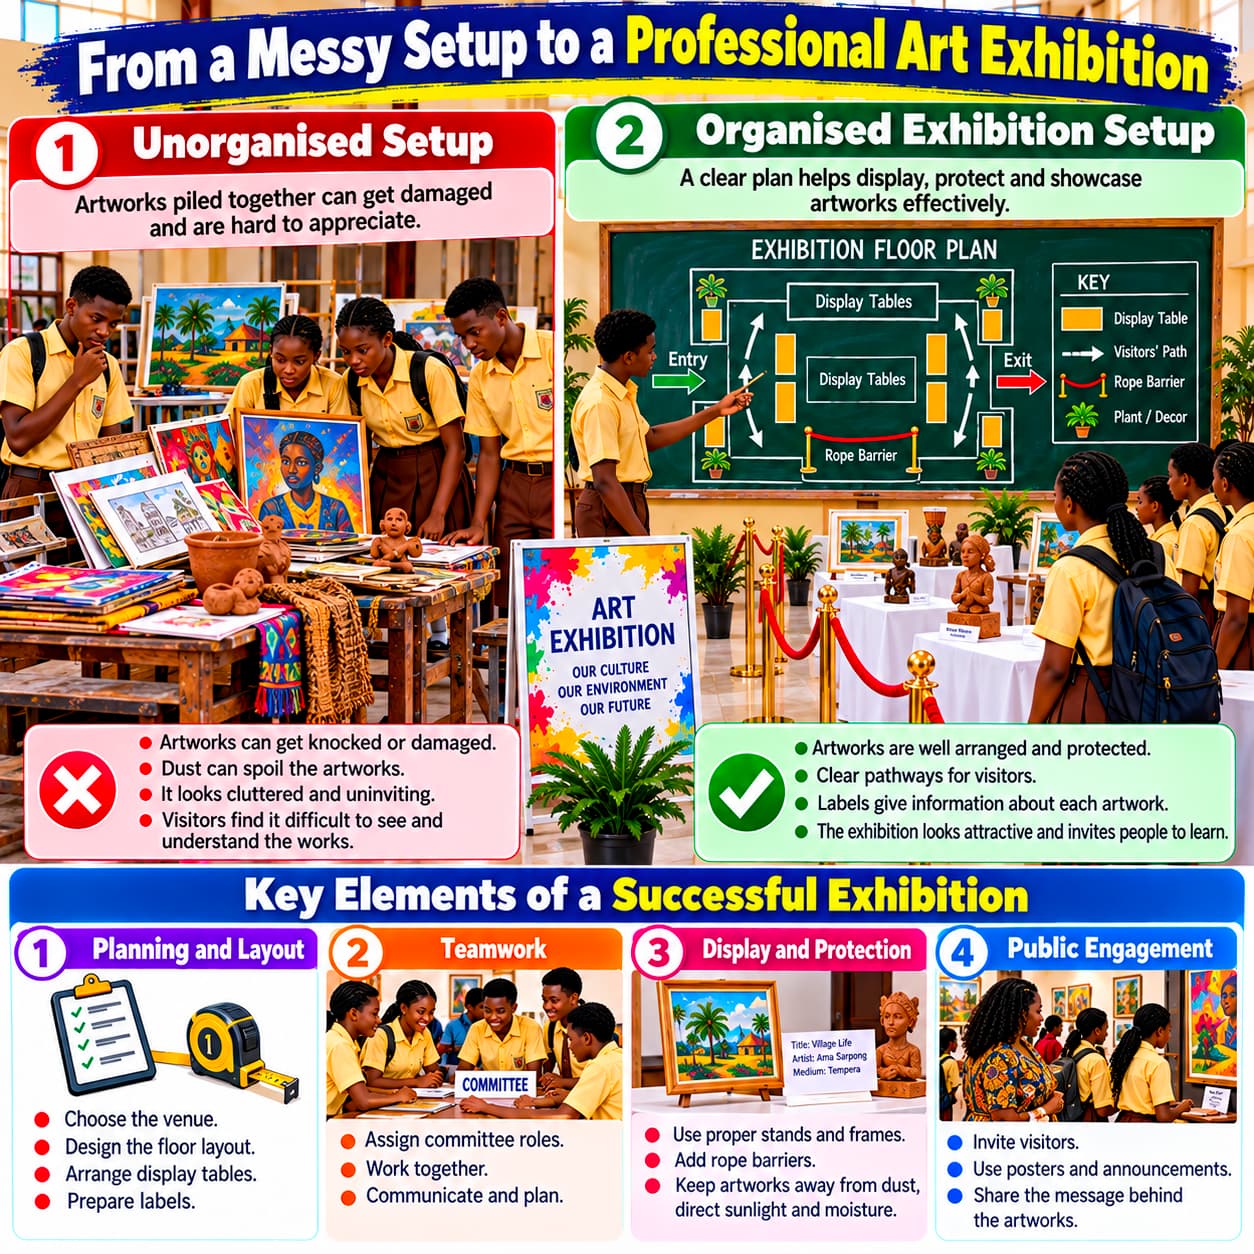 From a Messy Setup to a Professional Art Exhibition
1 Unorganised Setup
Artworks piled together can get damaged
and are hard to appreciate.
2 Organised Exhibition Setup
A clear plan helps display, protect and showcase
artworks effectively.
EXHIBITION FLOOR PLAN
Display Tables
Entry
Display Tables
Exit
Rope Barrier
KEY
Display Table
Visitors' Path
Rope Barrier
Plant / Decor
ART
EXHIBITION
OUR CULTURE
OUR ENVIRONMENT
OUR FUTURE
Artworks can get knocked or damaged.
Dust can spoil the artworks.
It looks cluttered and uninviting.
Visitors find it difficult to see and
understand the works.
Artworks are well arranged and protected.
Clear pathways for visitors.
Labels give information about each artwork.
The exhibition looks attractive and invites people to learn.
Key Elements of a Successful Exhibition
1 Planning and Layout
1
Choose the venue.
Design the floor layout.
Arrange display tables.
Prepare labels.
2 Teamwork
COMMITTEE
Assign committee roles.
Work together.
Communicate and plan.
3 Display and Protection
Title: Village Life
Artist: Ama Sarpong
Medium: Tempera
Use proper stands and frames.
Add rope barriers.
Keep artworks away from dust,
direct sunlight and moisture.
4 Public Engagement
Invite visitors.
Use posters and announcements.
Share the message behind
the artworks.